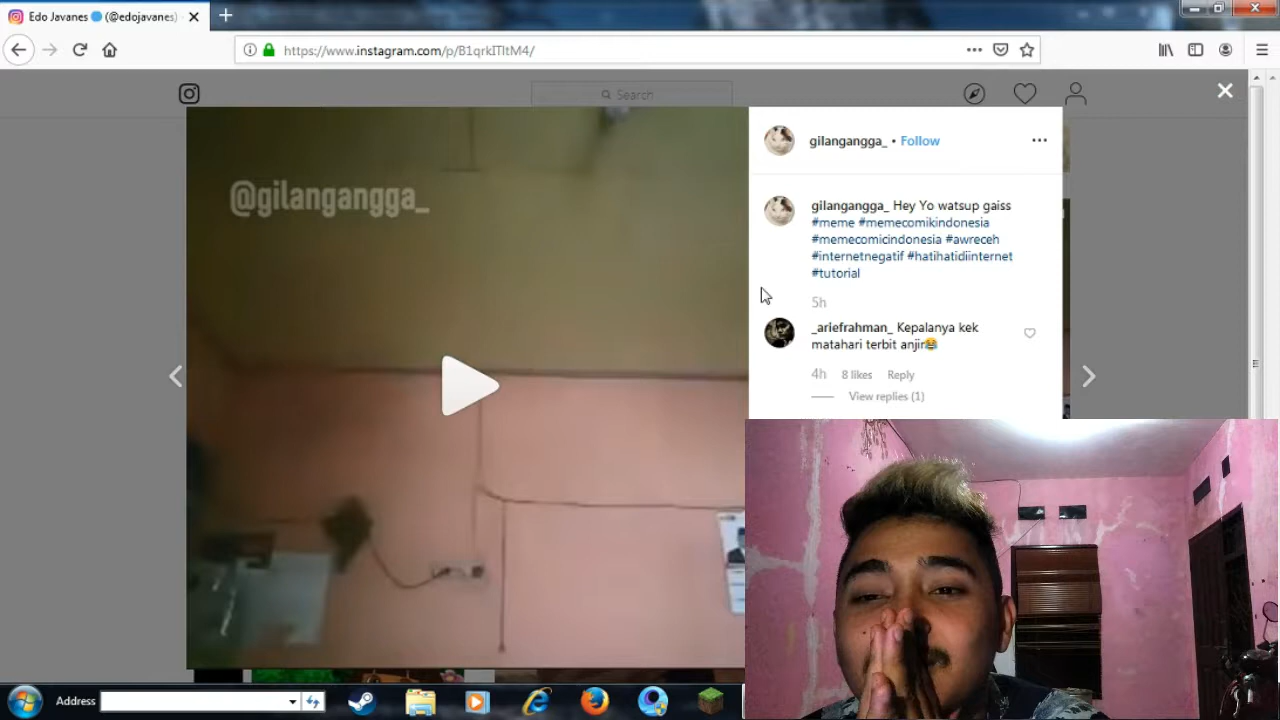 Edo Javanes 🔵 (@edojavanes)
https://www.instagram.com/p/B1qrkITltM4/
Search
@gilangangga_
gilangangga_ • Follow
gilangangga_ Hey Yo watsup gaiss
#meme #memecomikindonesia
#memecomicindonesia #awreceh
#internetnegatif #hatihatidiinternet
#tutorial
5h
_ariefrahman_ Kepalanya kek
matahari terbit anjir😂
4h 8 likes Reply
View replies (1)
Address